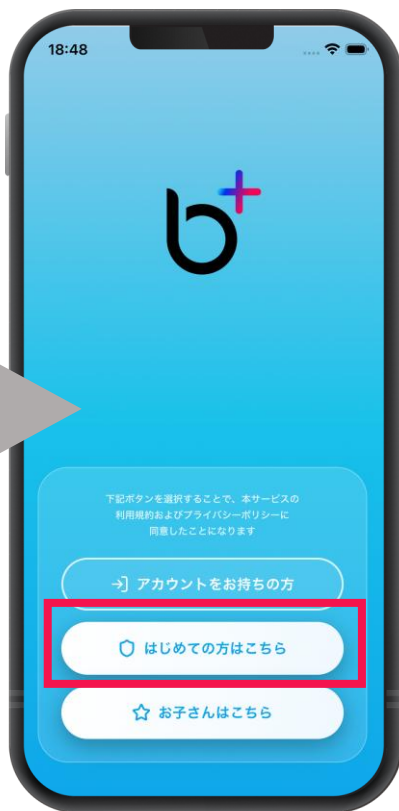 18:48
b+
下記ボタンを選択することで、本サービスの
利用規約およびプライバシーポリシーに
同意したことになります
アカウントをお持ちの方
はじめての方はこちら
お子さんはこちら